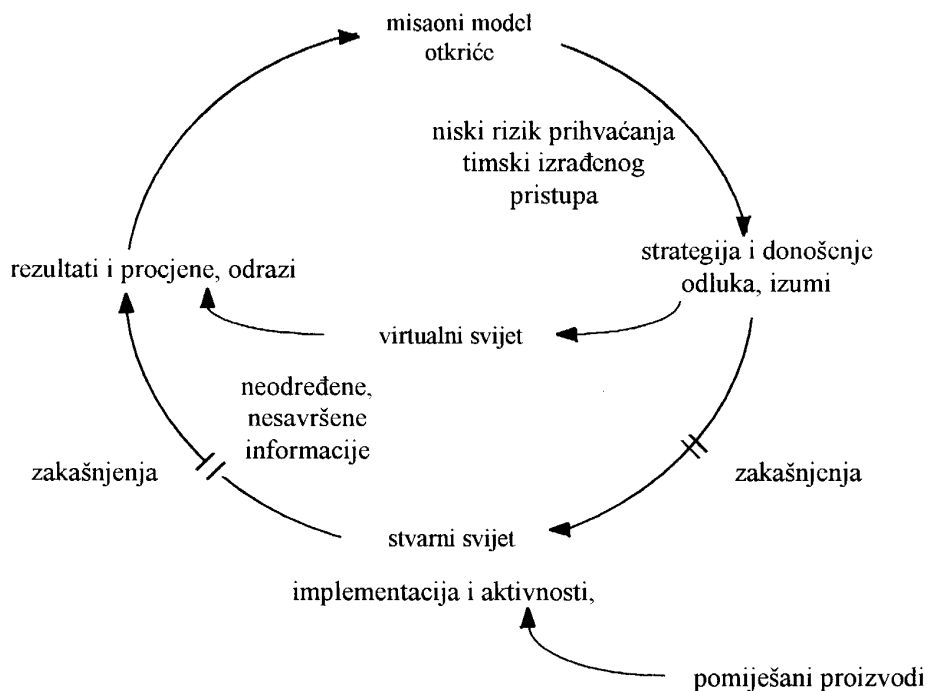 misaoni model
otkriće
niski rizik prihvaćanja
timski izrađenog
pristupa
strategija i donošenje
odluka, izumi
rezultati i procjene, odrazi
virtualni svijet
neodređene,
nesavršene
informacije
zakašnjenja
zakašnjenja
stvarni svijet
implementacija i aktivnosti,
pomiješani proizvodi